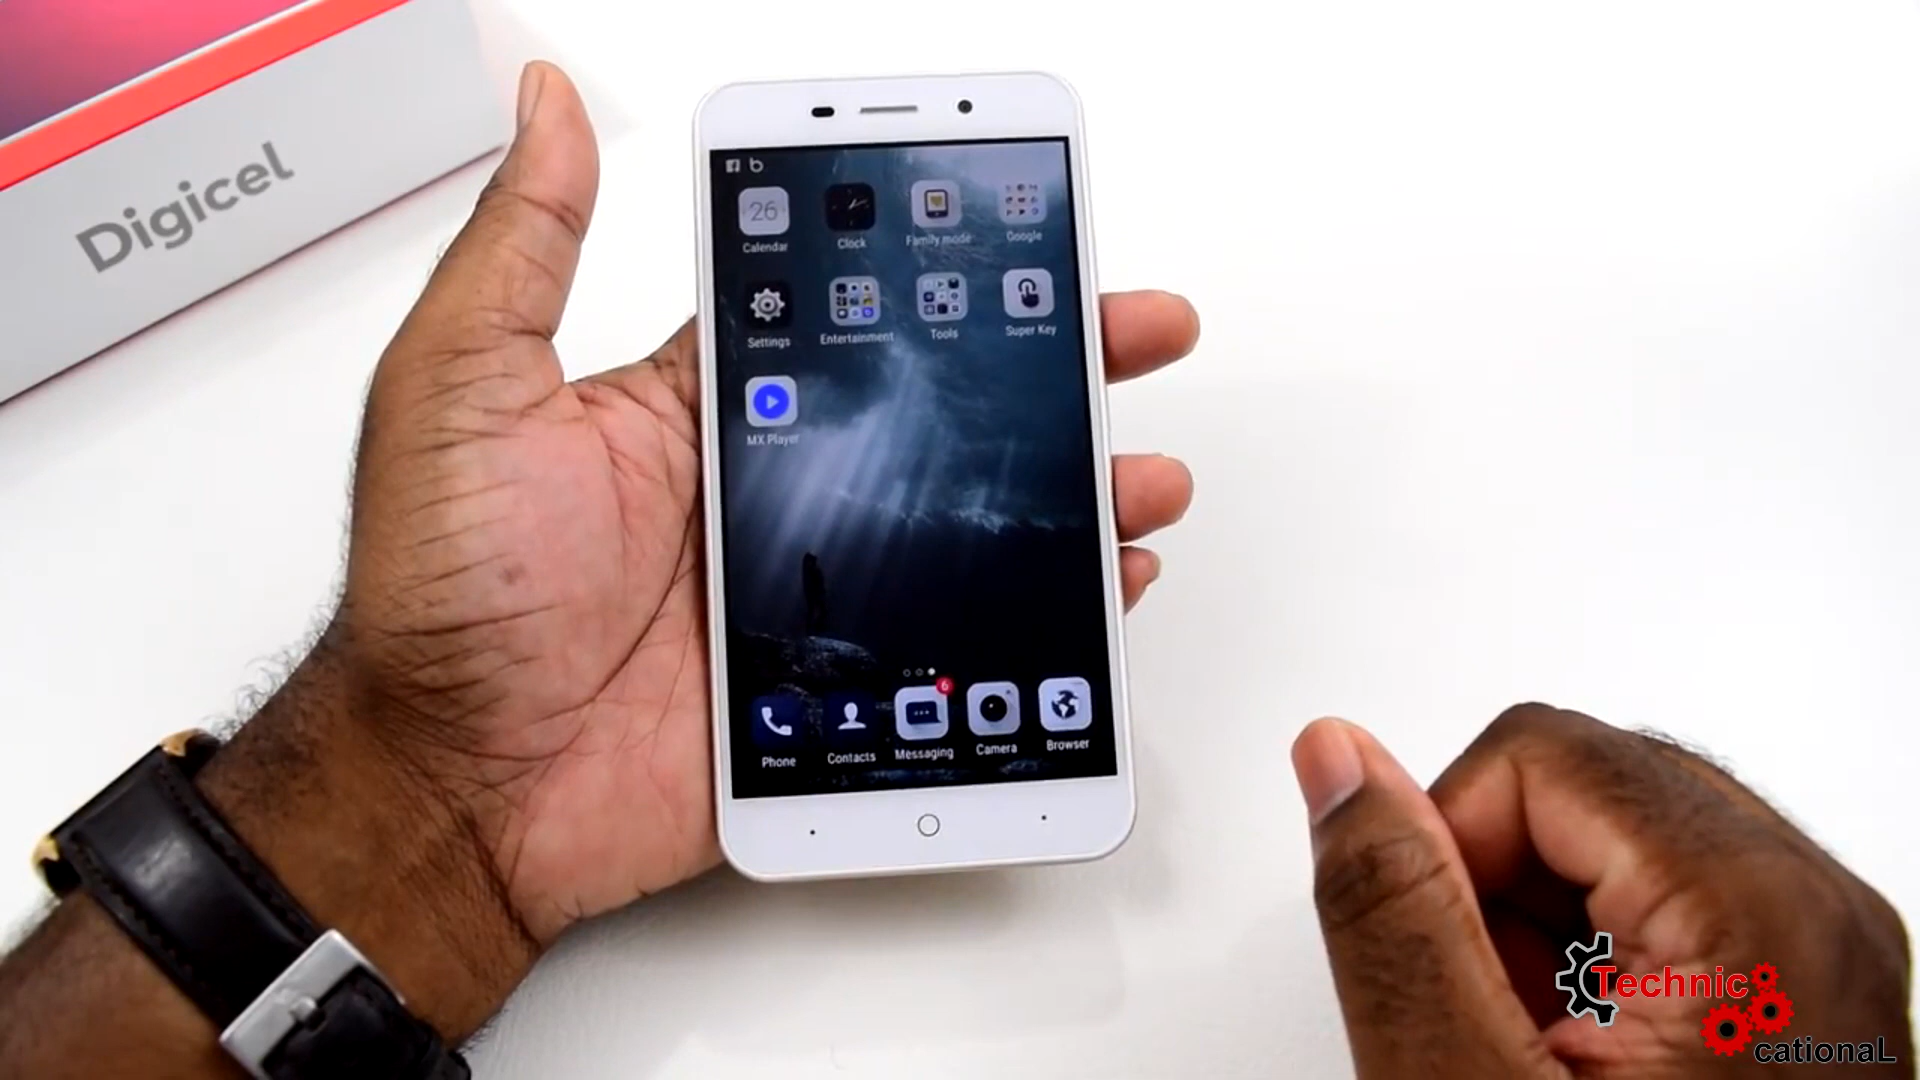 Digicel
26
Calendar
Clock
Family mode
Google
Settings
Entertainment
Tools
Super Key
MX Player
6
Phone
Contacts
Messaging
Camera
Browser
Technic
cationaL